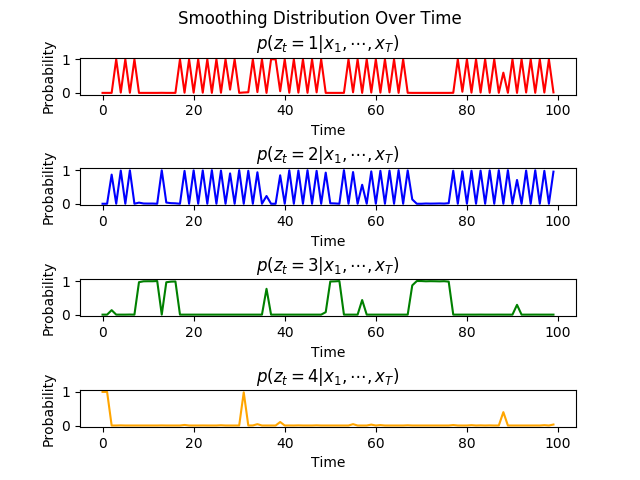 Smoothing Distribution Over Time
p(z_t = 1|x_1, ⋯, x_T)
Probability
1
0
0 20 40 60 80 100
Time
p(z_t = 2|x_1, ⋯, x_T)
Probability
1
0
0 20 40 60 80 100
Time
p(z_t = 3|x_1, ⋯, x_T)
Probability
1
0
0 20 40 60 80 100
Time
p(z_t = 4|x_1, ⋯, x_T)
Probability
1
0
0 20 40 60 80 100
Time